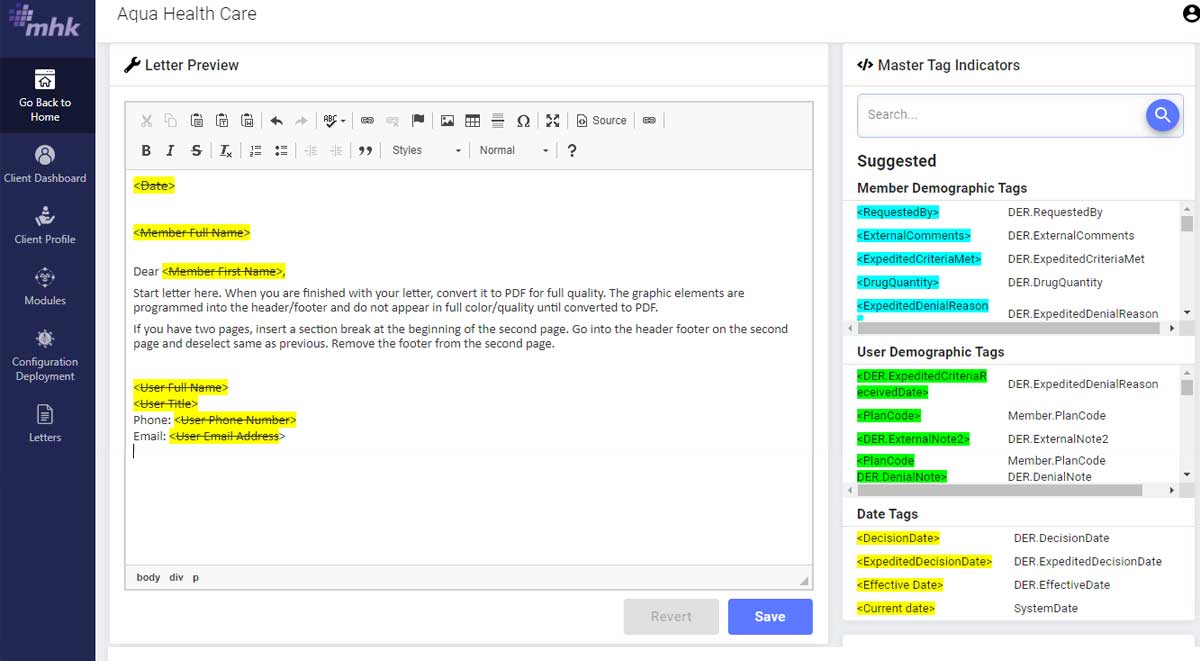 mhk
Aqua Health Care
Go Back to
Home
Client Dashboard
Client Profile
Modules
Configuration
Deployment
Letters
Letter Preview
ABC
Source
B I S Tx
Styles
Normal
?
<Date>
<Member Full Name>
Dear <Member First Name>,
Start letter here. When you are finished with your letter, convert it to PDF for full quality. The graphic elements are
programmed into the header/footer and do not appear in full color/quality until converted to PDF.
If you have two pages, insert a section break at the beginning of the second page. Go into the header footer on the second
page and deselect same as previous. Remove the footer from the second page.
<User Full Name>
<User Title>
Phone: <User Phone Number>
Email: <User Email Address>
body div p
Revert
Save
Master Tag Indicators
Search...
Suggested
Member Demographic Tags
<RequestedBy> DER.RequestedBy
<ExternalComments> DER.ExternalComments
<ExpeditedCriteriaMet> DER.ExpeditedCriteriaMet
<DrugQuantity> DER.DrugQuantity
<ExpeditedDenialReason DER.ExpeditedDenialReason
User Demographic Tags
<DER.ExpeditedCriteriaR
eceivedDate> DER.ExpeditedDenialReason
<PlanCode> Member.PlanCode
<DER.ExternalNote2> DER.ExternalNote2
<PlanCode Member.PlanCode
DER.DenialNote> DER.DenialNote
Date Tags
<DecisionDate> DER.DecisionDate
<ExpeditedDecisionDate> DER.ExpeditedDecisionDate
<Effective Date> DER.EffectiveDate
<Current date> SystemDate